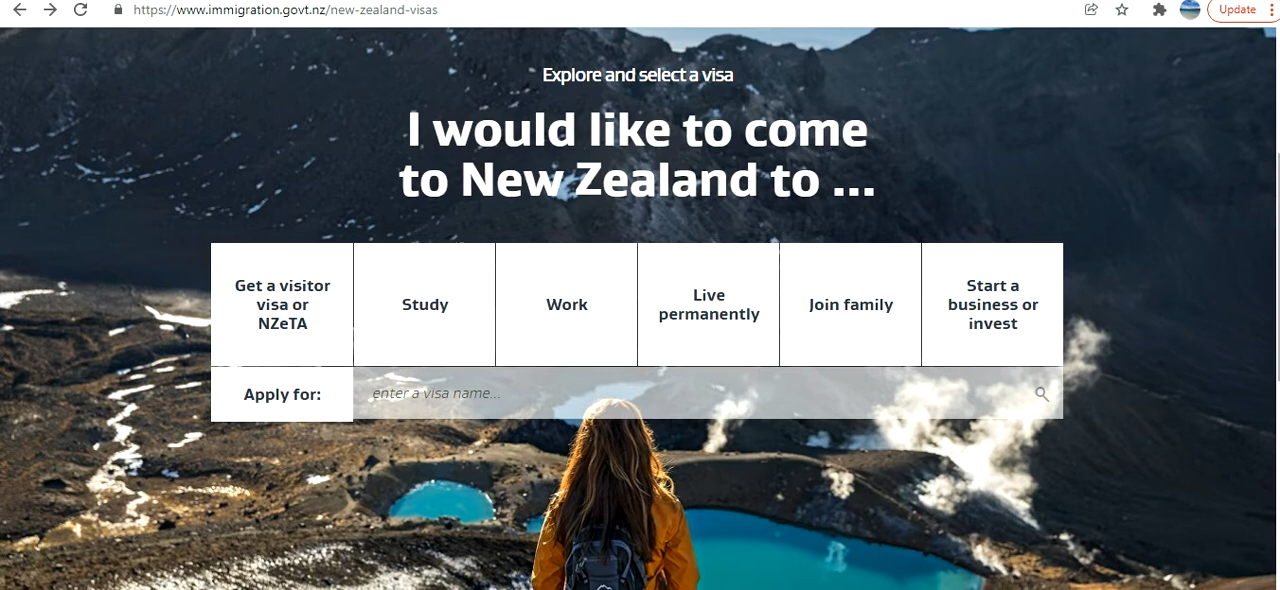 https://www.immigration.govt.nz/new-zealand-visas
Update
Explore and select a visa
I would like to come
to New Zealand to ...
Get a visitor
visa or
NZeTA
Study
Work
Live
permanently
Join family
Start a
business or
invest
Apply for:
enter a visa name...